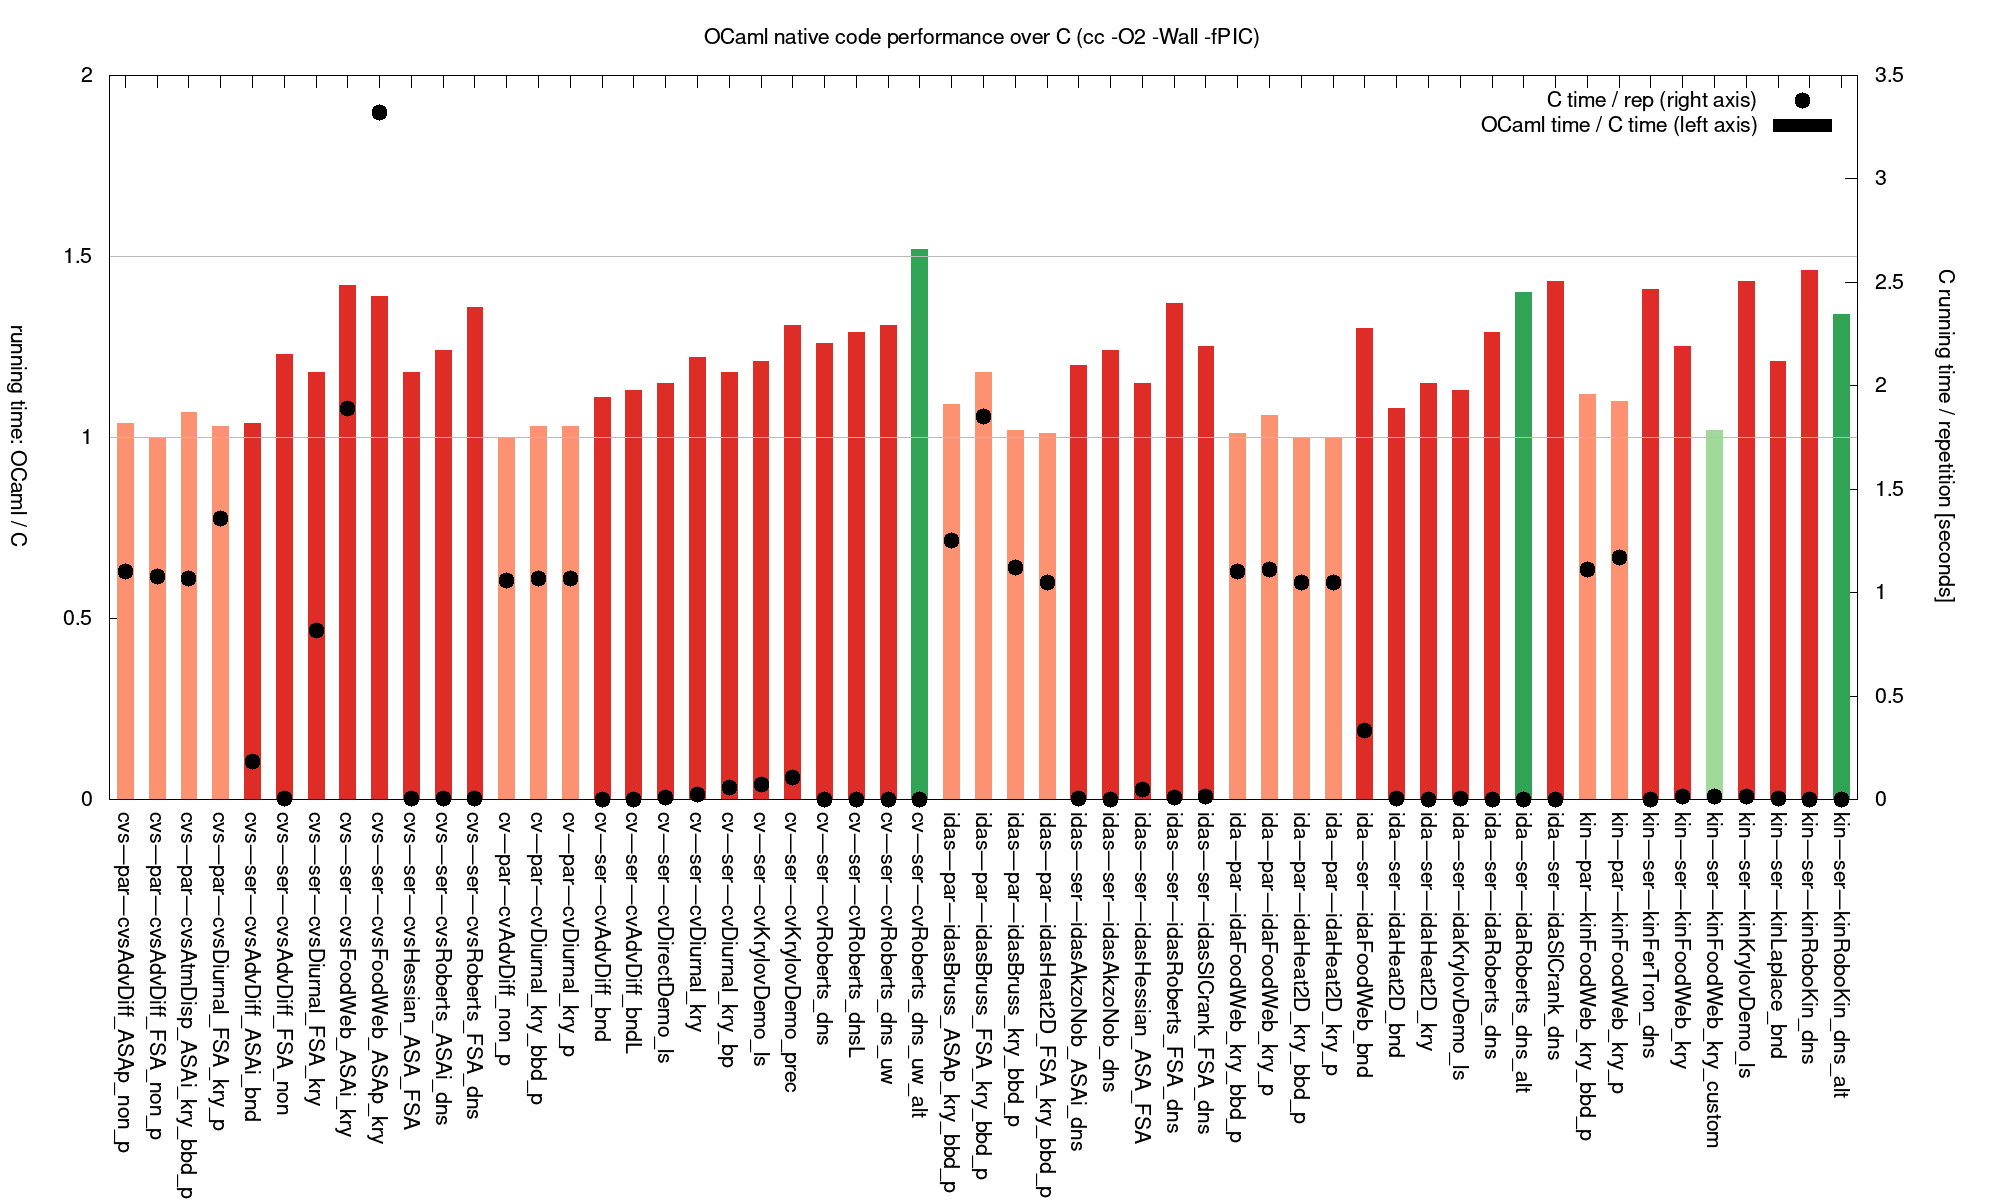 OCaml native code performance over C (cc -O2 -Wall -fPIC)
C time / rep (right axis)
OCaml time / C time (left axis)
running time: OCaml / C
2
1.5
1
0.5
0
C running time / repetition [seconds]
3.5
3
2.5
2
1.5
1
0.5
0
cvs—par—cvsAdvDiff_ASAp_non_p
cvs—par—cvsAdvDiff_FSA_non_p
cvs—par—cvsAtmDisp_ASAi_kry_bbd_p
cvs—par—cvsDiurnal_FSA_kry_p
cvs—ser—cvsAdvDiff_ASAi_bnd
cvs—ser—cvsAdvDiff_FSA_non
cvs—ser—cvsDiurnal_FSA_kry
cvs—ser—cvsFoodWeb_ASAi_kry
cvs—ser—cvsFoodWeb_ASAp_kry
cvs—ser—cvsHessian_ASA_FSA
cvs—ser—cvsRoberts_ASAi_dns
cvs—ser—cvsRoberts_FSA_dns
cv—par—cvAdvDiff_non_p
cv—par—cvDiurnal_kry_bbd_p
cv—par—cvDiurnal_kry_p
cv—ser—cvAdvDiff_bnd
cv—ser—cvAdvDiff_bndL
cv—ser—cvDirectDemo_ls
cv—ser—cvDiurnal_kry
cv—ser—cvDiurnal_kry_bp
cv—ser—cvKrylovDemo_ls
cv—ser—cvKrylovDemo_prec
cv—ser—cvRoberts_dns
cv—ser—cvRoberts_dnsL
cv—ser—cvRoberts_dns_uw
cv—ser—cvRoberts_dns_uw_alt
idas—par—idasBruss_ASAp_kry_bbd_p
idas—par—idasBruss_FSA_kry_bbd_p
idas—par—idasBruss_kry_bbd_p
idas—par—idasHeat2D_FSA_kry_bbd_p
idas—ser—idasAkzoNob_ASAi_dns
idas—ser—idasAkzoNob_dns
idas—ser—idasHessian_ASA_FSA
idas—ser—idasRoberts_FSA_dns
idas—ser—idasSlCrank_FSA_dns
ida—par—idaFoodWeb_kry_bbd_p
ida—par—idaFoodWeb_kry_p
ida—par—idaHeat2D_kry_bbd_p
ida—par—idaHeat2D_kry_p
ida—ser—idaFoodWeb_bnd
ida—ser—idaHeat2D_bnd
ida—ser—idaHeat2D_kry
ida—ser—idaKrylovDemo_ls
ida—ser—idaRoberts_dns
ida—ser—idaRoberts_dns_alt
ida—ser—idaSlCrank_dns
kin—par—kinFoodWeb_kry_bbd_p
kin—par—kinFoodWeb_kry_p
kin—ser—kinFerTron_dns
kin—ser—kinFoodWeb_kry
kin—ser—kinFoodWeb_kry_custom
kin—ser—kinKrylovDemo_ls
kin—ser—kinLaplace_bnd
kin—ser—kinRoboKin_dns
kin—ser—kinRoboKin_dns_alt